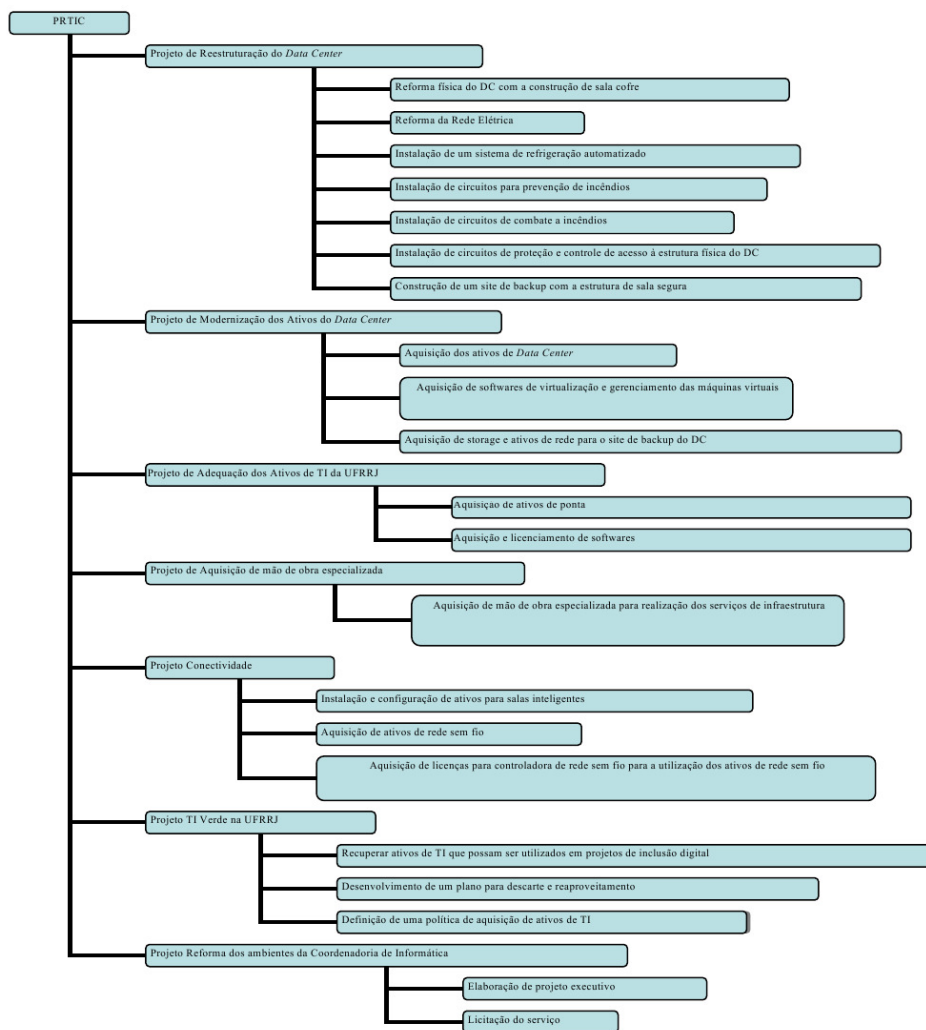 PRTIC
Projeto de Reestruturação do Data Center
Reforma física do DC com a construção de sala cofre
Reforma da Rede Elétrica
Instalação de um sistema de refrigeração automatizado
Instalação de circuitos para prevenção de incêndios
Instalação de circuitos de combate a incêndios
Instalação de circuitos de proteção e controle de acesso à estrutura física do DC
Construção de um site de backup com a estrutura de sala segura
Projeto de Modernização dos Ativos do Data Center
Aquisição dos ativos de Data Center
Aquisição de softwares de virtualização e gerenciamento das máquinas virtuais
Aquisição de storage e ativos de rede para o site de backup do DC
Projeto de Adequação dos Ativos de TI da UFRRJ
Aquisição de ativos de ponta
Aquisição e licenciamento de softwares
Projeto de Aquisição de mão de obra especializada
Aquisição de mão de obra especializada para realização dos serviços de infraestrutura
Projeto Conectividade
Instalação e configuração de ativos para salas inteligentes
Aquisição de ativos de rede sem fio
Aquisição de licenças para controladora de rede sem fio para a utilização dos ativos de rede sem fio
Projeto TI Verde na UFRRJ
Recuperar ativos de TI que possam ser utilizados em projetos de inclusão digital
Desenvolvimento de um plano para descarte e reaproveitamento
Definição de uma política de aquisição de ativos de TI
Projeto Reforma dos ambientes da Coordenadoria de Informática
Elaboração de projeto executivo
Licitação do serviço